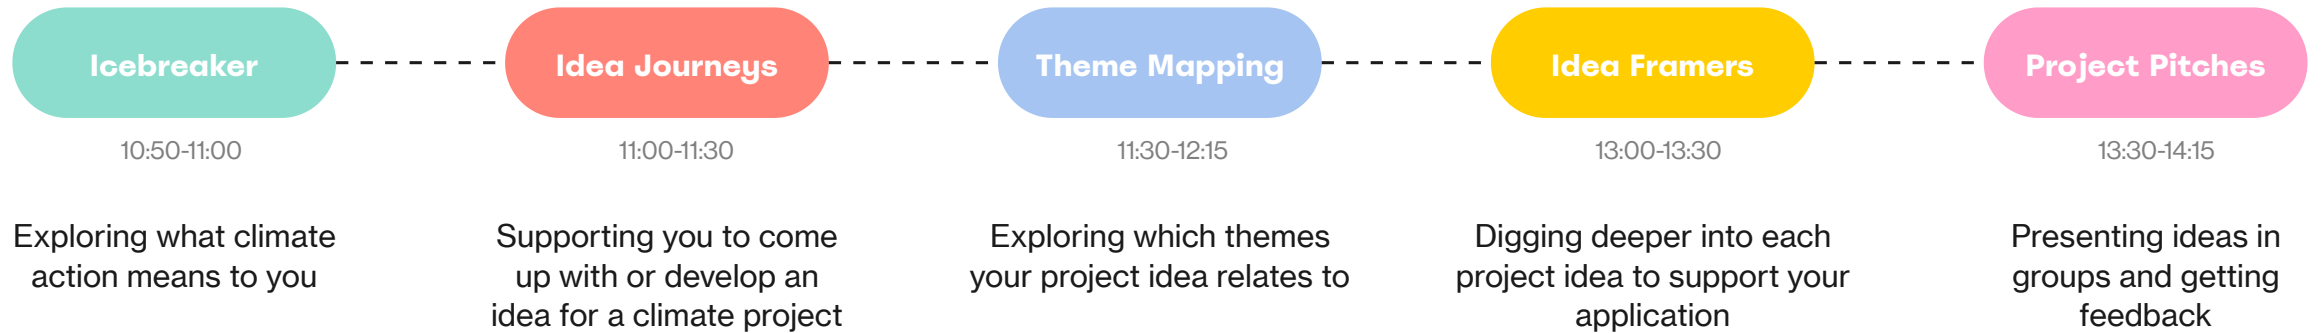 Icebreaker
10:50-11:00
Exploring what climate
action means to you
Idea Journeys
11:00-11:30
Supporting you to come
up with or develop an
idea for a climate project
Theme Mapping
11:30-12:15
Exploring which themes
your project idea relates to
Idea Framers
13:00-13:30
Digging deeper into each
project idea to support your
application
Project Pitches
13:30-14:15
Presenting ideas in
groups and getting
feedback